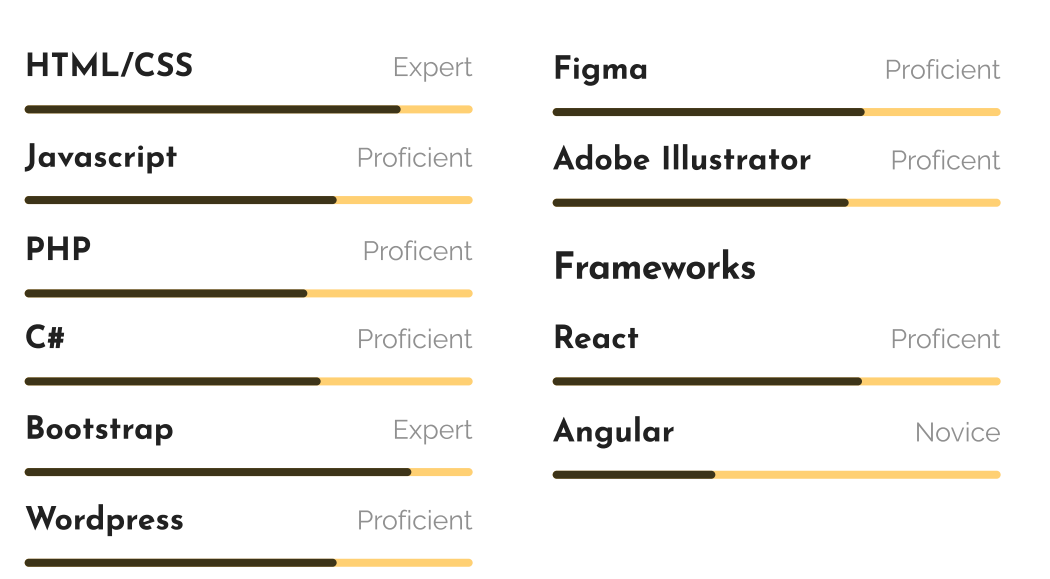 HTML/CSS Expert
Javascript Proficient
PHP Proficent
C# Proficient
Bootstrap Expert
Wordpress Proficient
Figma Proficient
Adobe Illustrator Proficent
Frameworks
React Proficent
Angular Novice